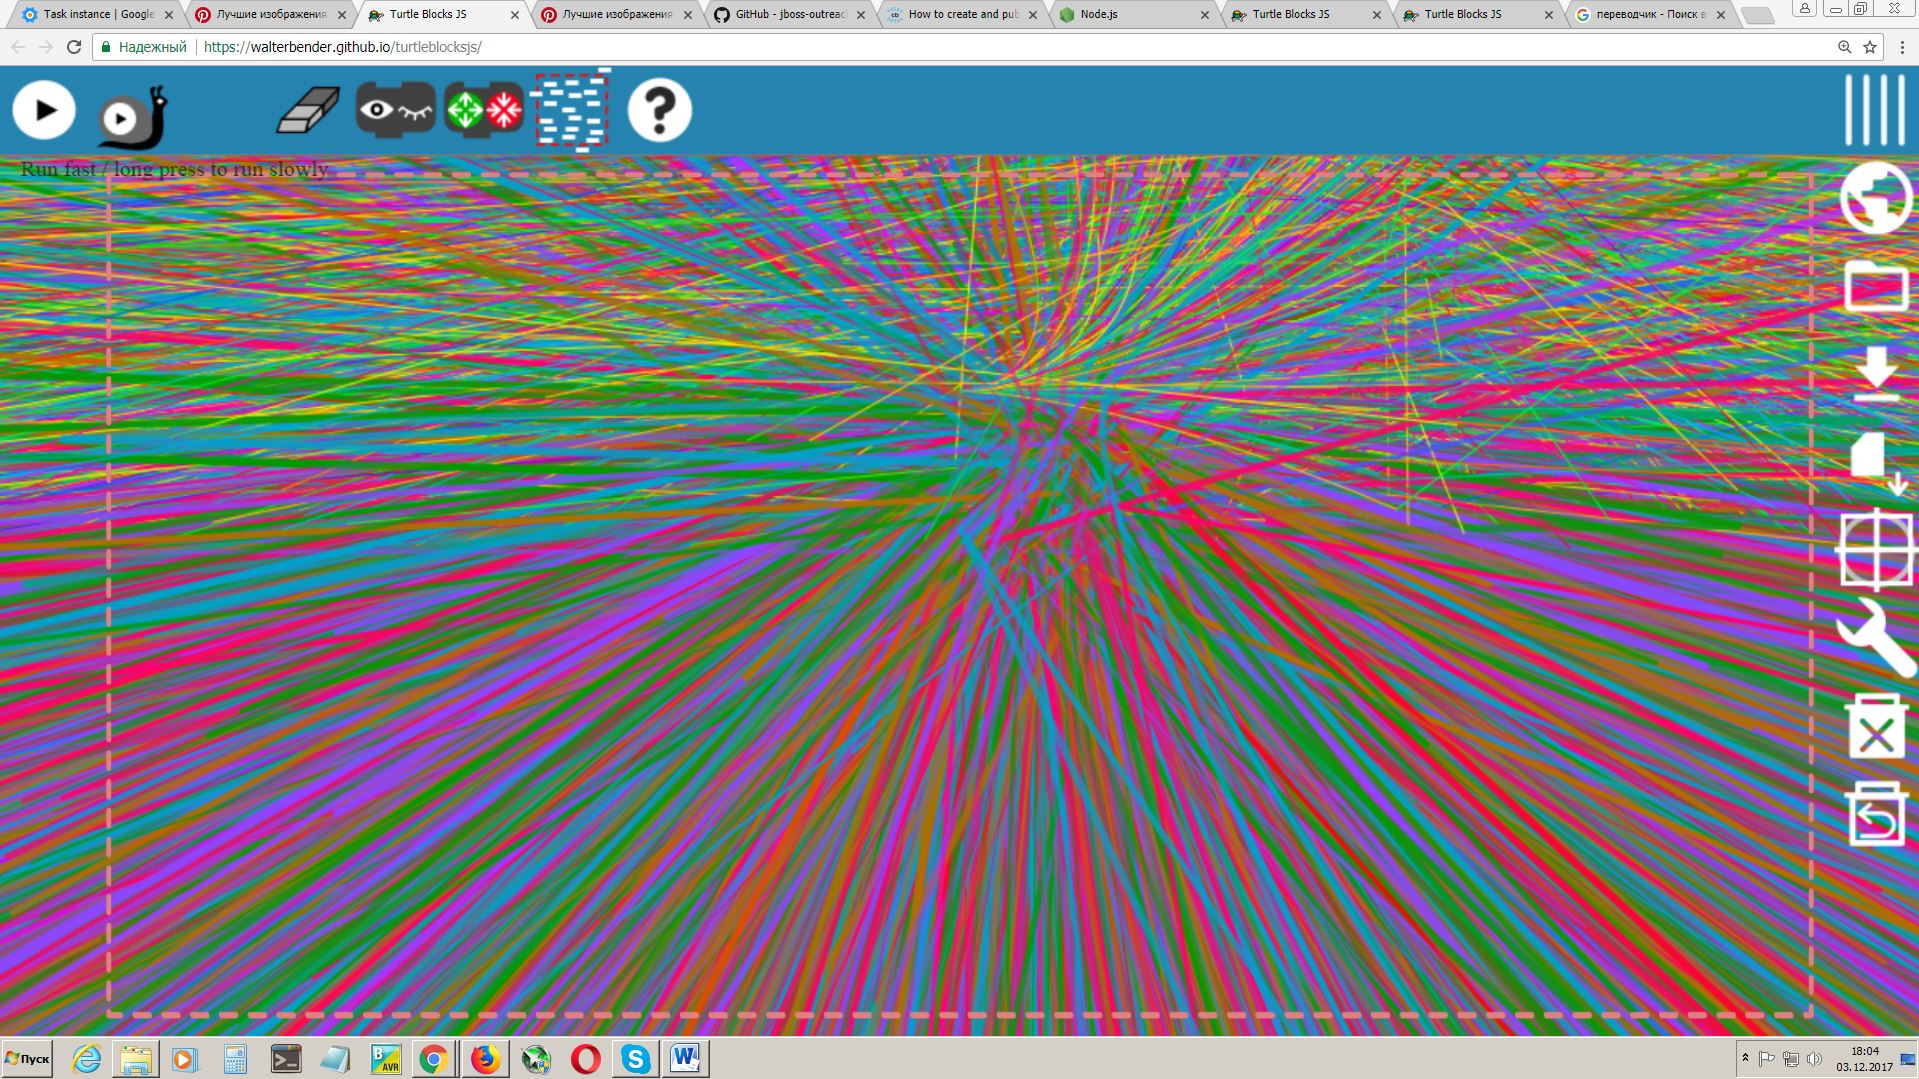 Task instance | Google
Лучшие изображения
Turtle Blocks JS
Лучшие изображения
GitHub - jboss-outreac
How to create and pub
Node.js
Turtle Blocks JS
Turtle Blocks JS
переводчик - Поиск в
Надежный
https://walterbender.github.io/turtleblocksjs/
Run fast / long press to run slowly
Пуск
B
AVR
18:04
03.12.2017